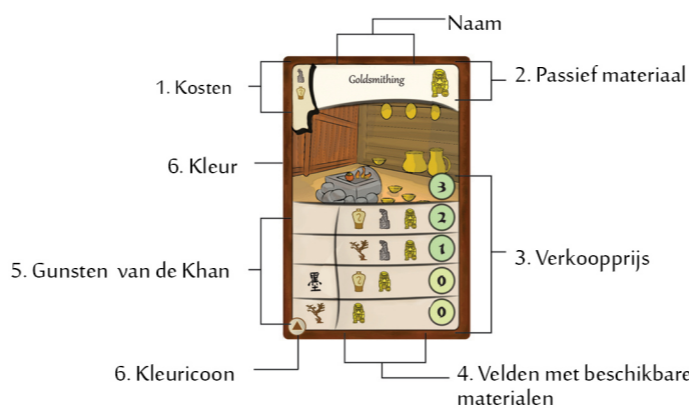 Naam
1. Kosten
Goldsmithing
2. Passief materiaal
6. Kleur
3
2
1
墨
0
0
5. Gunsten van de Khan
3. Verkoopprijs
6. Kleuricoon
4. Velden met beschikbare
materialen